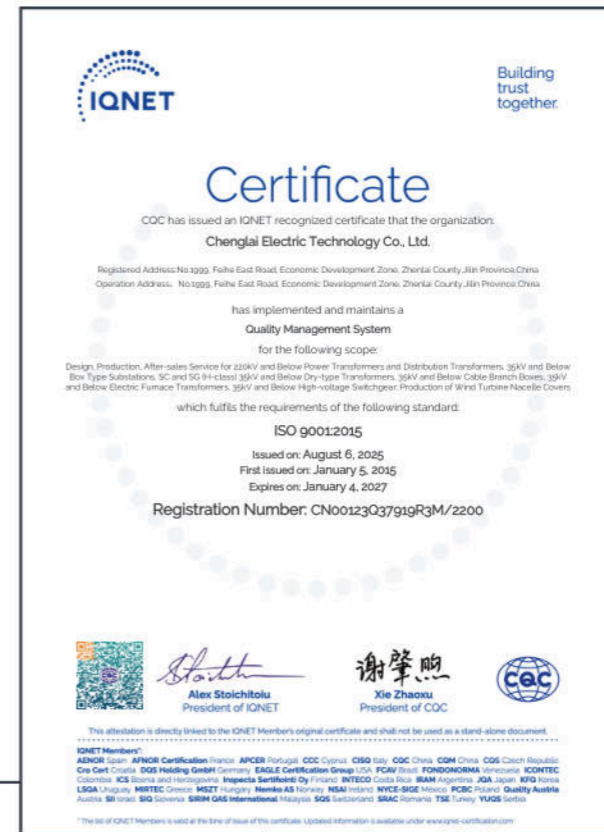 IQNET
Building
trust
together.
Certificate
CQC has issued an IQNET recognized certificate that the organization:
Chenglai Electric Technology Co., Ltd.
Registered Address:No.1999, Feihe East Road, Economic Development Zone, Zhenlai County,Jilin Province,China
Operation Address: No.1999, Feihe East Road, Economic Development Zone, Zhenlai County,Jilin Province,China
has implemented and maintains a
Quality Management System
for the following scope:
Design, Production, After-sales Service for 220kV and Below Power Transformers and Distribution Transformers, 35kV and Below
Box Type Substations, SC and SG (H-class) 35kV and Below Dry-type Transformers, 35kV and Below Cable Branch Boxes, 35kV
and Below Electric Furnace Transformers, 35kV and Below High-voltage Switchgear; Production of Wind Turbine Nacelle Covers
which fulfils the requirements of the following standard:
ISO 9001:2015
Issued on: August 6, 2025
First issued on: January 5, 2015
Expires on: January 4, 2027
Registration Number: CN00123Q37919R3M/2200
谢肇煦
Alex Stoichitoiu
President of IQNET
Xie Zhaoxu
President of CQC
CQC
This attestation is directly linked to the IQNET Member's original certificate and shall not be used as a stand-alone document.
IQNET Members*:
AENOR Spain AFNOR Certification France APCER Portugal CCC Cyprus CISQ Italy CQC China CQM China CQS Czech Republic
Cro Cert Croatia DQS Holding GmbH Germany EAGLE Certification Group USA FCAV Brazil FONDONORMA Venezuela ICONTEC
Colombia ICS Bosnia and Herzegovina Inspecta Sertifiointi Oy Finland INTECO Costa Rica IRAM Argentina JQA Japan KFQ Korea
LSQA Uruguay MIRTEC Greece MSZT Hungary Nemko AS Norway NSAI Ireland NYCE-SIGE México PCBC Poland Quality Austria
Austria SII Israel SIQ Slovenia SIRIM QAS International Malaysia SQS Switzerland SRAC Romania TSE Turkey YUQS Serbia
* The list of IQNET Members is valid at the time of issue of this certificate. Updated information is available under www.iqnet-certification.com